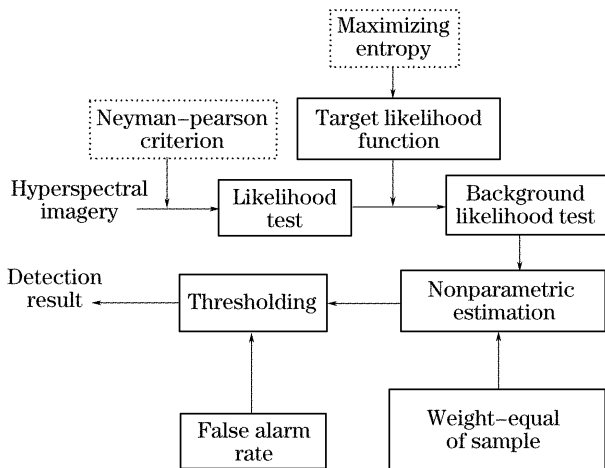 Maximizing
entropy
Neyman–pearson
criterion
Target likelihood
function
Hyperspectral
imagery
Likelihood
test
Background
likelihood test
Detection
result
Thresholding
Nonparametric
estimation
False alarm
rate
Weight–equal
of sample